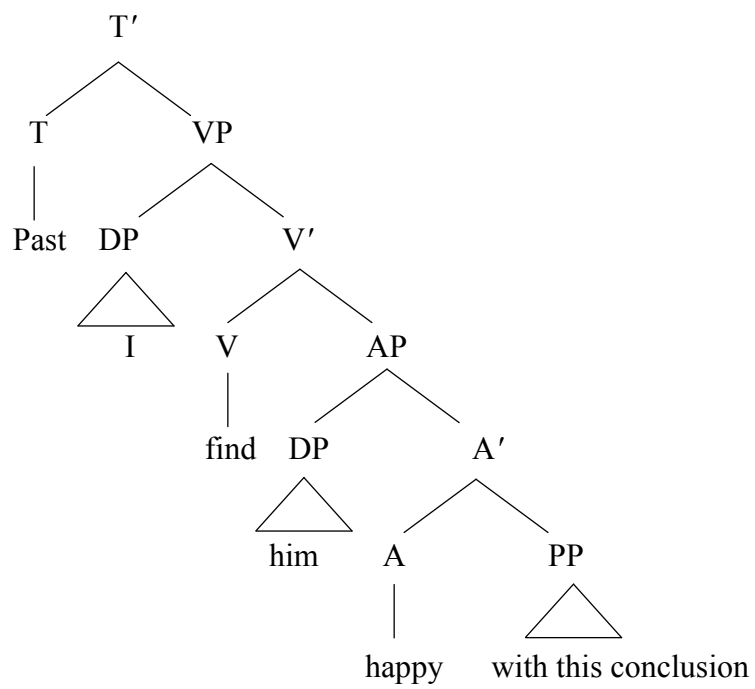 T′
T VP
Past DP V′
I V AP
find DP A′
him A PP
happy with this conclusion